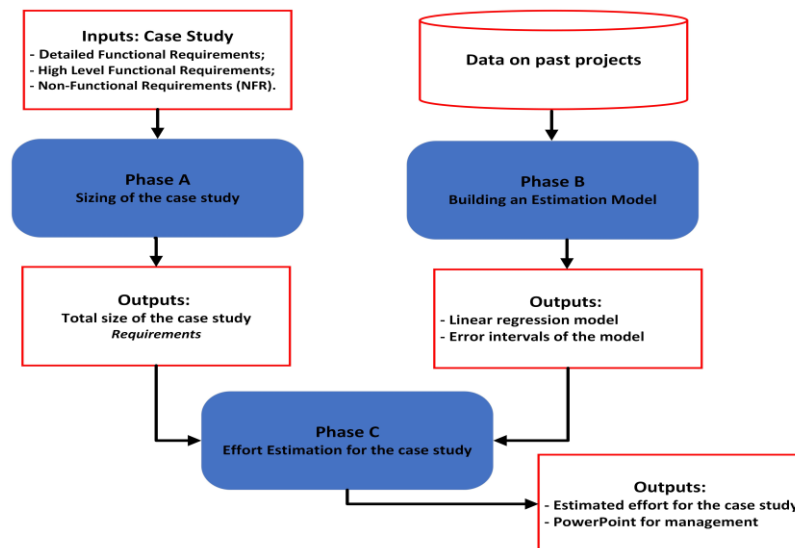 Inputs: Case Study
- Detailed Functional Requirements;
- High Level Functional Requirements;
- Non-Functional Requirements (NFR).
Data on past projects
Phase A
Sizing of the case study
Phase B
Building an Estimation Model
Outputs:
Total size of the case study
Requirements
Outputs:
- Linear regression model
- Error intervals of the model
Phase C
Effort Estimation for the case study
Outputs:
- Estimated effort for the case study
- PowerPoint for management